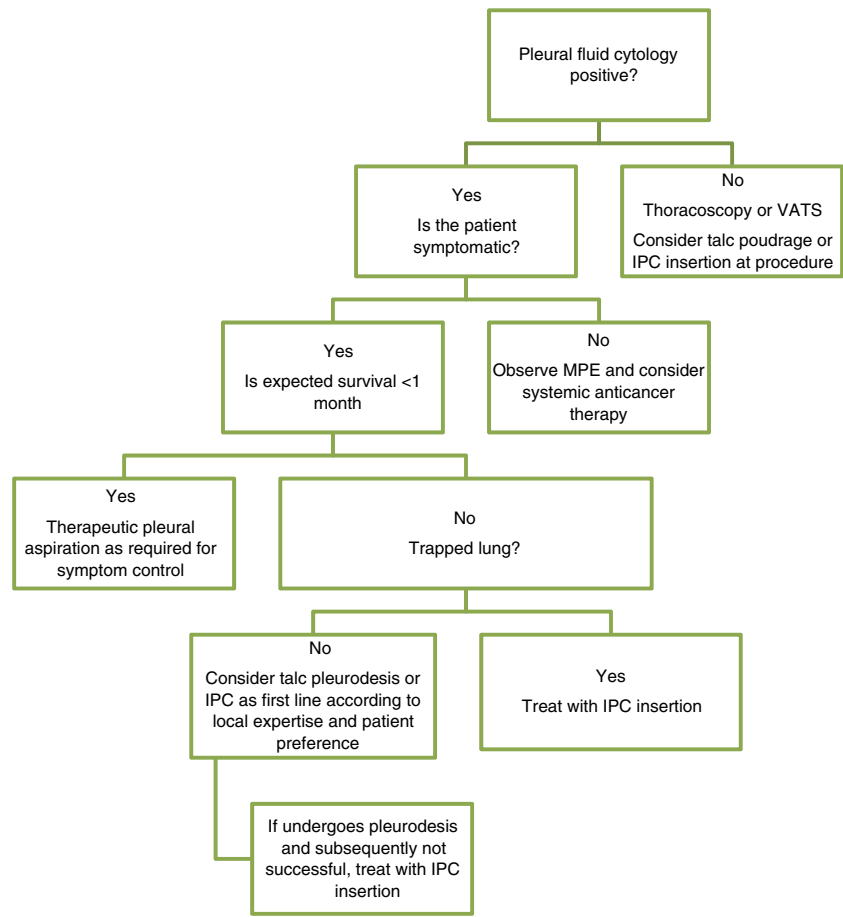 Pleural fluid cytology
positive?
Yes
Is the patient
symptomatic?
No
Thoracoscopy or VATS
Consider talc poudrage or
IPC insertion at procedure
Yes
Is expected survival <1
month
No
Observe MPE and consider
systemic anticancer
therapy
Yes
Therapeutic pleural
aspiration as required for
symptom control
No
Trapped lung?
No
Consider talc pleurodesis or
IPC as first line according to
local expertise and patient
preference
Yes
Treat with IPC insertion
If undergoes pleurodesis
and subsequently not
successful, treat with IPC
insertion